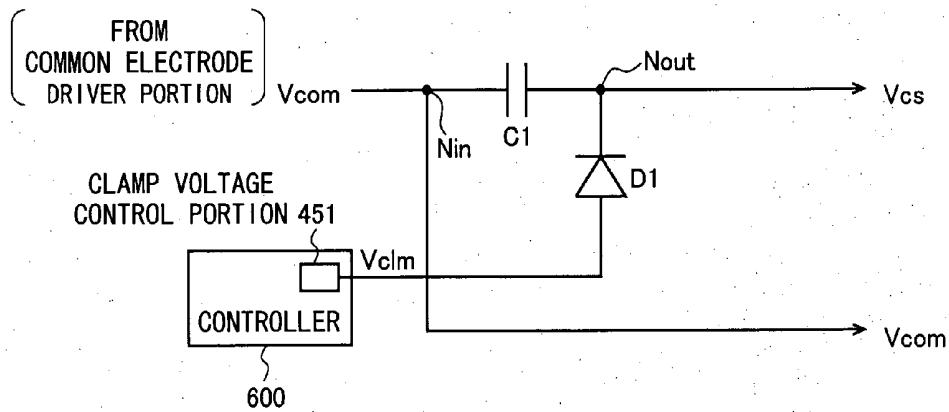 FROM
COMMON ELECTRODE
DRIVER PORTION
Vcom
Nin
C1
Nout
Vcs
D1
CLAMP VOLTAGE
CONTROL PORTION 451
Vclm
CONTROLLER
Vcom
600